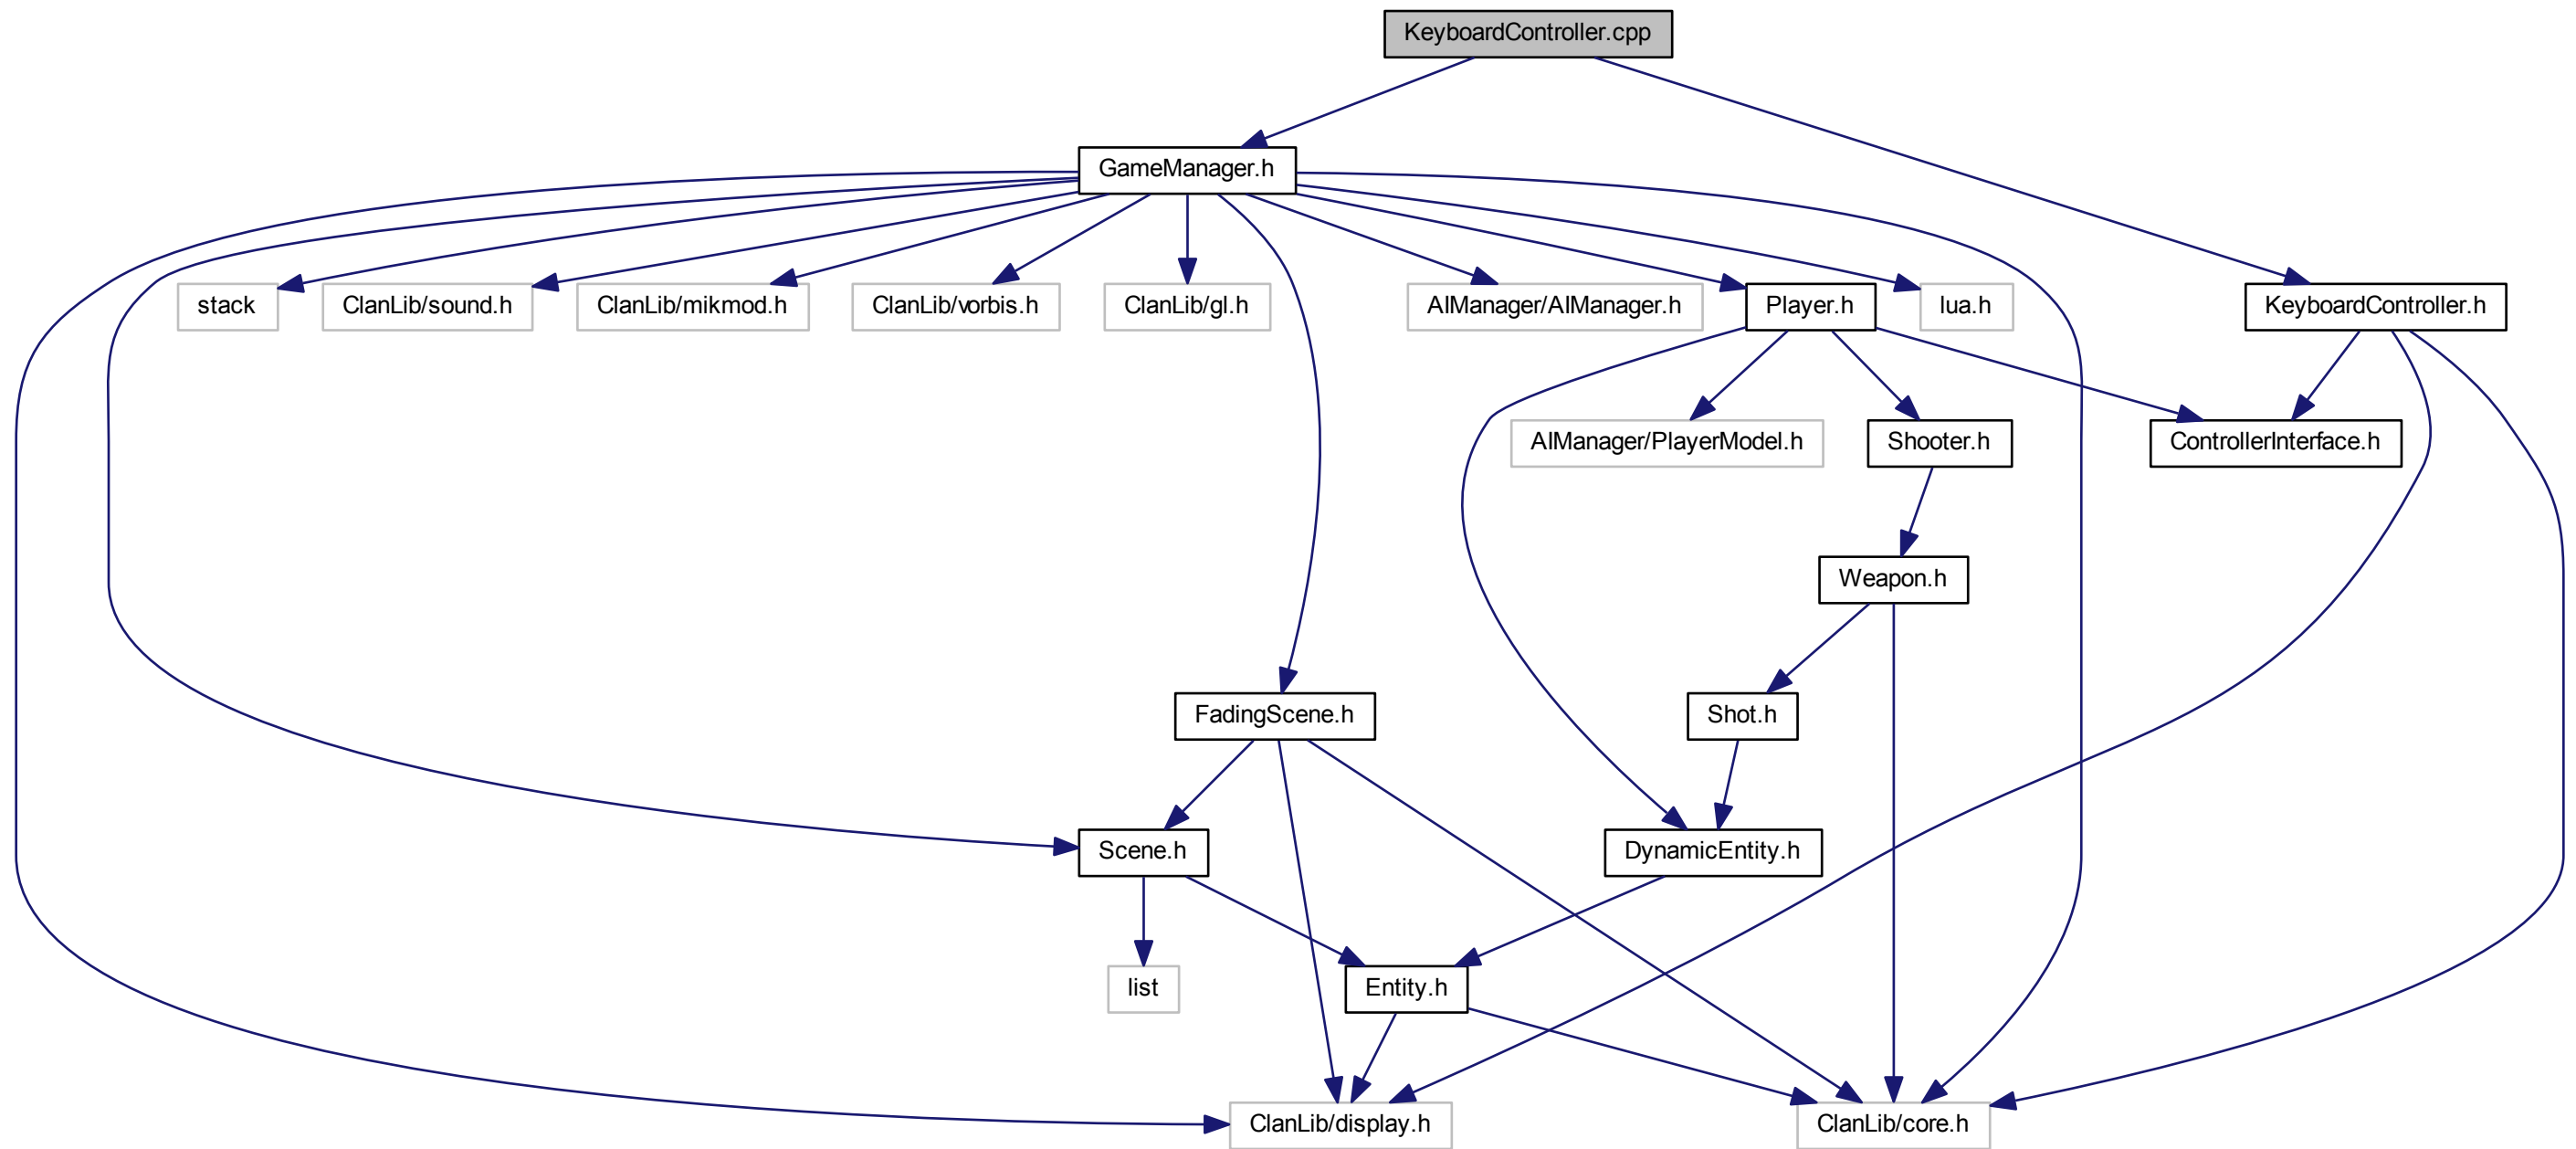 KeyboardController.cpp
GameManager.h
stack
ClanLib/sound.h
ClanLib/mikmod.h
ClanLib/vorbis.h
ClanLib/gl.h
AIManager/AIManager.h
Player.h
lua.h
KeyboardController.h
AIManager/PlayerModel.h
Shooter.h
ControllerInterface.h
Weapon.h
FadingScene.h
Shot.h
Scene.h
DynamicEntity.h
list
Entity.h
ClanLib/display.h
ClanLib/core.h